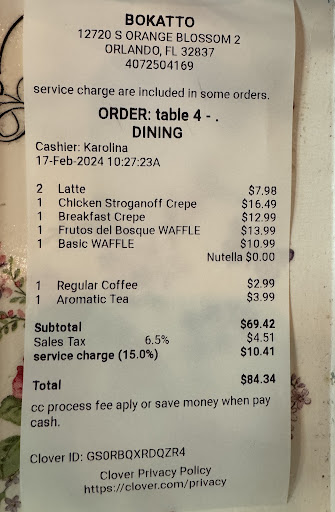 BOKATTO
12720 S ORANGE BLOSSOM 2
ORLANDO, FL 32837
4072504169
service charge are included in some orders.
ORDER: table 4 - .
DINING
Cashier: Karolina
17-Feb-2024 10:27:23A
2 Latte $7.98
1 Chicken Stroganoff Crepe $16.49
1 Breakfast Crepe $12.99
1 Frutos del Bosque WAFFLE $13.99
1 Basic WAFFLE $10.99
Nutella $0.00
1 Regular Coffee $2.99
1 Aromatic Tea $3.99
Subtotal $69.42
Sales Tax 6.5% $4.51
service charge (15.0%) $10.41
Total $84.34
cc process fee aply or save money when pay
cash.
Clover ID: GS0RBQXRDQZR4
Clover Privacy Policy
https://clover.com/privacy